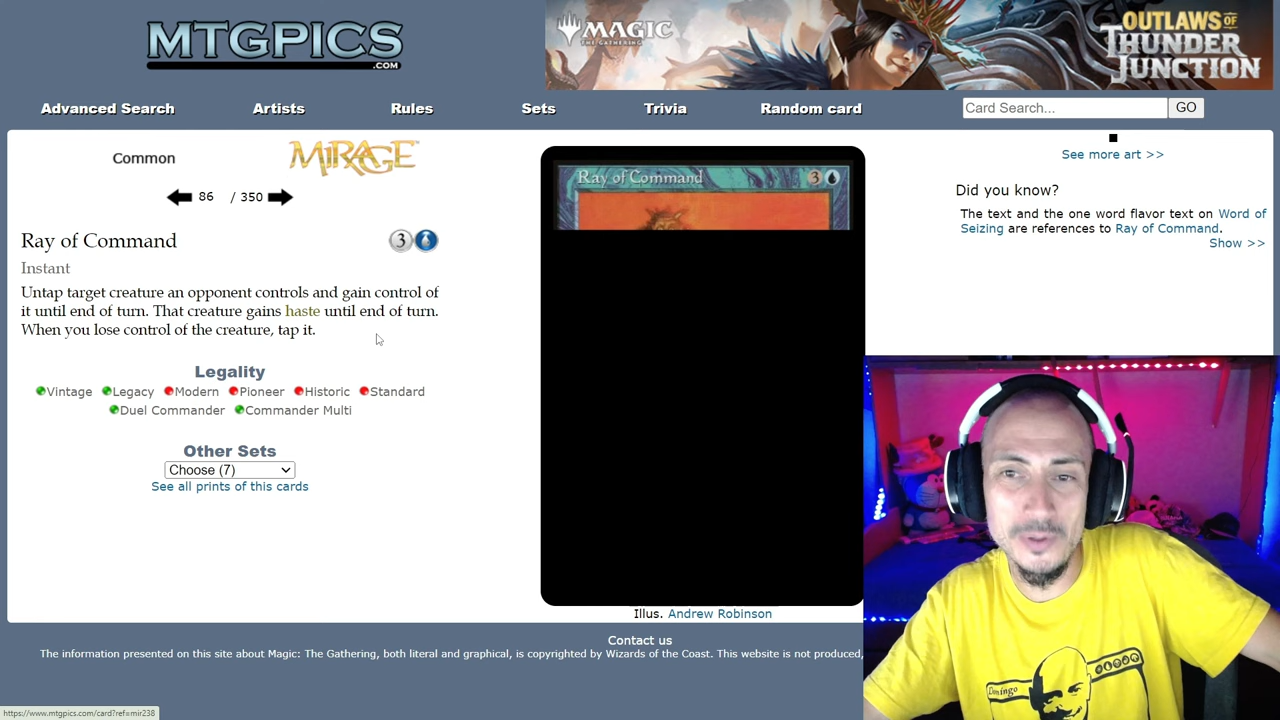 MTGPICS
.COM
MAGIC
THE GATHERING
OUTLAWS OF
THUNDER
JUNCTION
Advanced Search
Artists
Rules
Sets
Trivia
Random card
Card Search...
GO
Common
MIRAGE
86 / 350
Ray of Command
3
Instant
Untap target creature an opponent controls and gain control of
it until end of turn. That creature gains haste until end of turn.
When you lose control of the creature, tap it.
Legality
Vintage Legacy Modern Pioneer Historic Standard
Duel Commander Commander Multi
Other Sets
Choose (7)
See all prints of this cards
Ray of Command
3
Illus. Andrew Robinson
See more art >>
Did you know?
The text and the one word flavor text on Word of
Seizing are references to Ray of Command.
Show >>
Contact us
The information presented on this site about Magic: The Gathering, both literal and graphical, is copyrighted by Wizards of the Coast. This website is not produced,
https://www.mtgpics.com/card?ref=mir238
Domingo